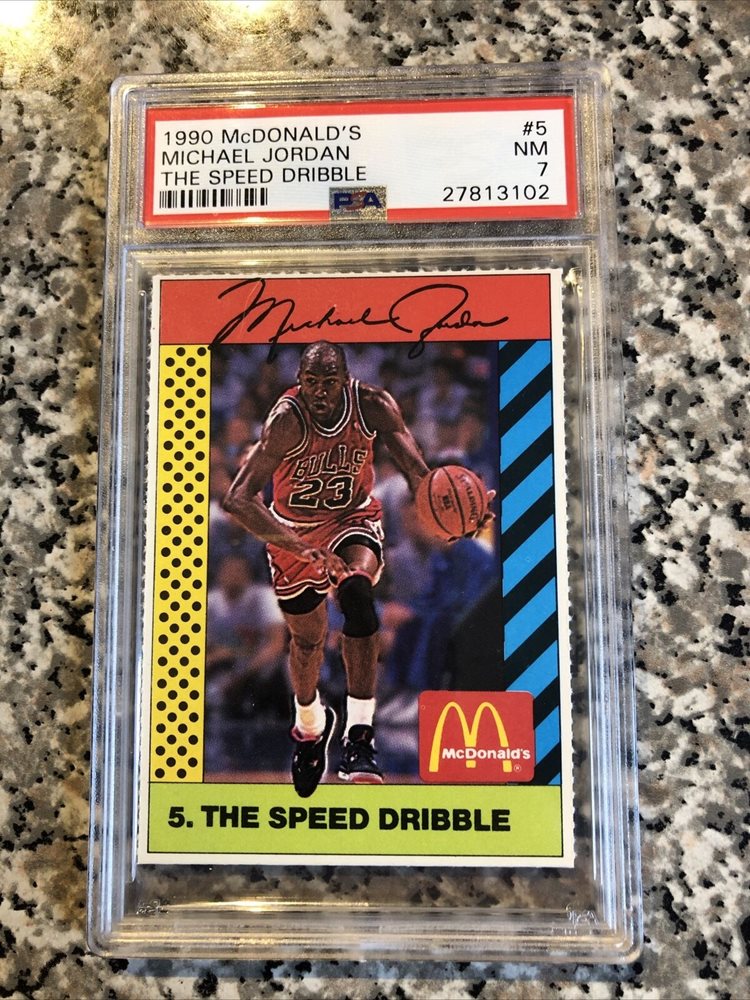 1990 McDONALD'S #5
MICHAEL JORDAN NM
THE SPEED DRIBBLE 7
PSA 27813102
Michael Jordan
BULLS
23
SPALDING
McDonald's®
5. THE SPEED DRIBBLE